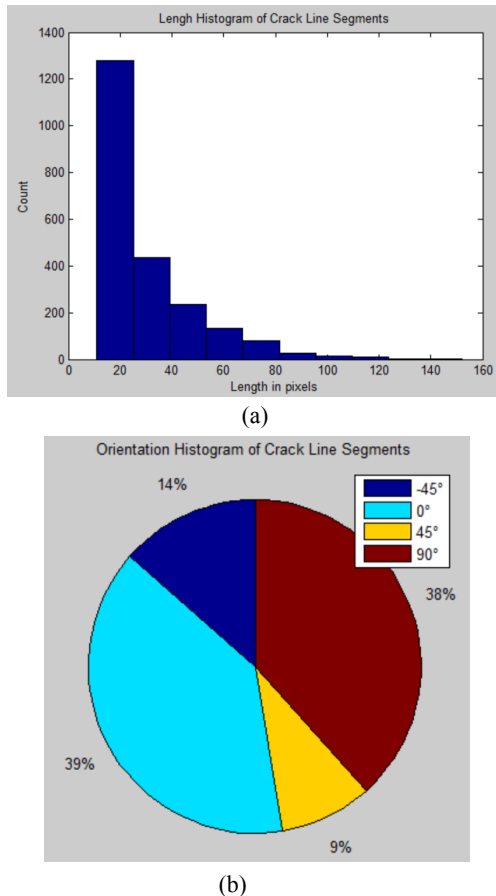 Lengh Histogram of Crack Line Segments
1400
1200
1000
800
600
400
200
0
Count
0 20 40 60 80 100 120 140 160
Length in pixels
(a)
Orientation Histogram of Crack Line Segments
-45°
0°
45°
90°
14%
38%
39%
9%
(b)